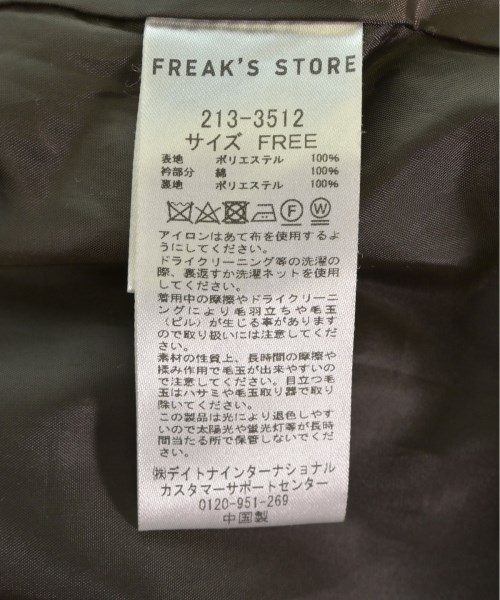 FREAK'S STORE
213-3512
サイズ FREE
表地 ポリエステル 100%
衿部分 綿 100%
裏地 ポリエステル 100%
F W
アイロンはあて布を使用するよ
うにしてください。
ドライクリーニング等の洗濯の
際、裏返すか洗濯ネットを使用
してください。
着用中の摩擦やドライクリーニ
ングにより毛羽立ちや毛玉
(ピル)が生じる事があります
ので取り扱いには注意してくだ
さい。
素材の性質上、長時間の摩擦や
揉み作用で毛玉が出来やすいの
で注意してください。目立つ毛
玉はハサミや毛玉取り器で取り
除いてください。
この製品は光により退色しやす
いので太陽光や蛍光灯等が長時
間当たる所で保管しないでくだ
さい。
㈱デイトナインターナショナル
カスタマーサポートセンター
0120-951-269
中国製